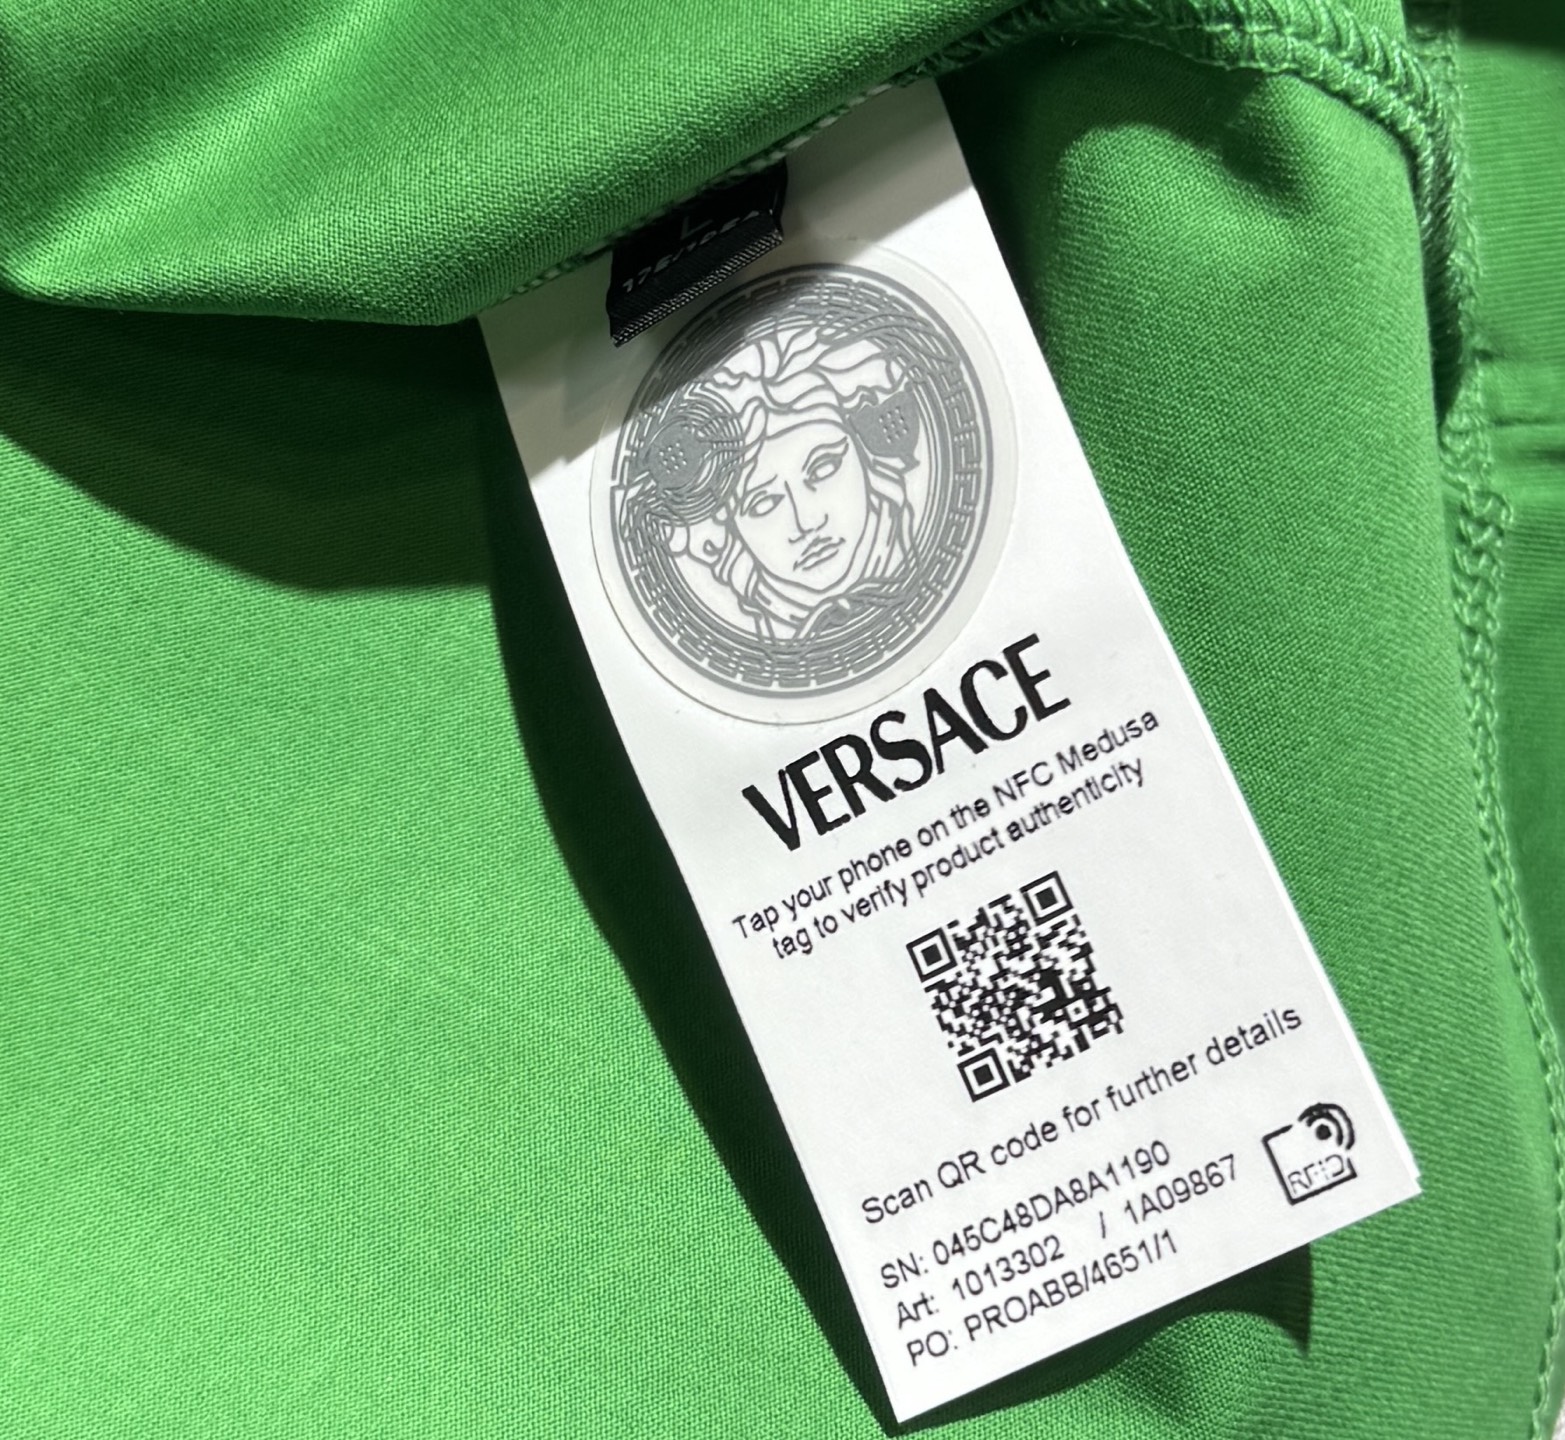 L
VERSACE
Tap your phone on the NFC Medusa
tag to verify product authenticity
Scan QR code for further details
RFID
SN: 045C48DA8A1190
Art: 1013302 / 1A09867
PO: PROABB/4651/1